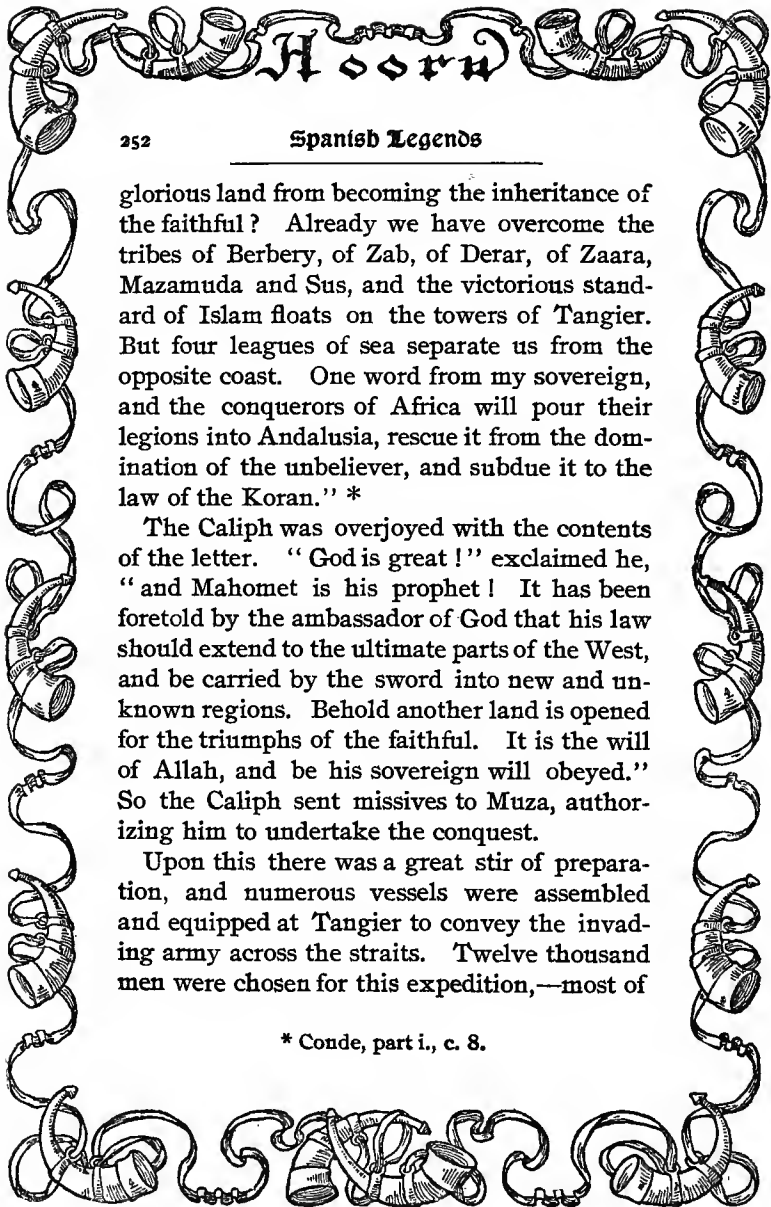 Hoorn
252 Spanish Legends
glorious land from becoming the inheritance of
the faithful? Already we have overcome the
tribes of Berbery, of Zab, of Derar, of Zaara,
Mazamuda and Sus, and the victorious stand-
ard of Islam floats on the towers of Tangier.
But four leagues of sea separate us from the
opposite coast. One word from my sovereign,
and the conquerors of Africa will pour their
legions into Andalusia, rescue it from the dom-
ination of the unbeliever, and subdue it to the
law of the Koran." *
The Caliph was overjoyed with the contents
of the letter. "God is great!" exclaimed he,
"and Mahomet is his prophet! It has been
foretold by the ambassador of God that his law
should extend to the ultimate parts of the West,
and be carried by the sword into new and un-
known regions. Behold another land is opened
for the triumphs of the faithful. It is the will
of Allah, and be his sovereign will obeyed."
So the Caliph sent missives to Muza, author-
izing him to undertake the conquest.
Upon this there was a great stir of prepara-
tion, and numerous vessels were assembled
and equipped at Tangier to convey the invad-
ing army across the straits. Twelve thousand
men were chosen for this expedition,—most of
* Conde, part i., c. 8.